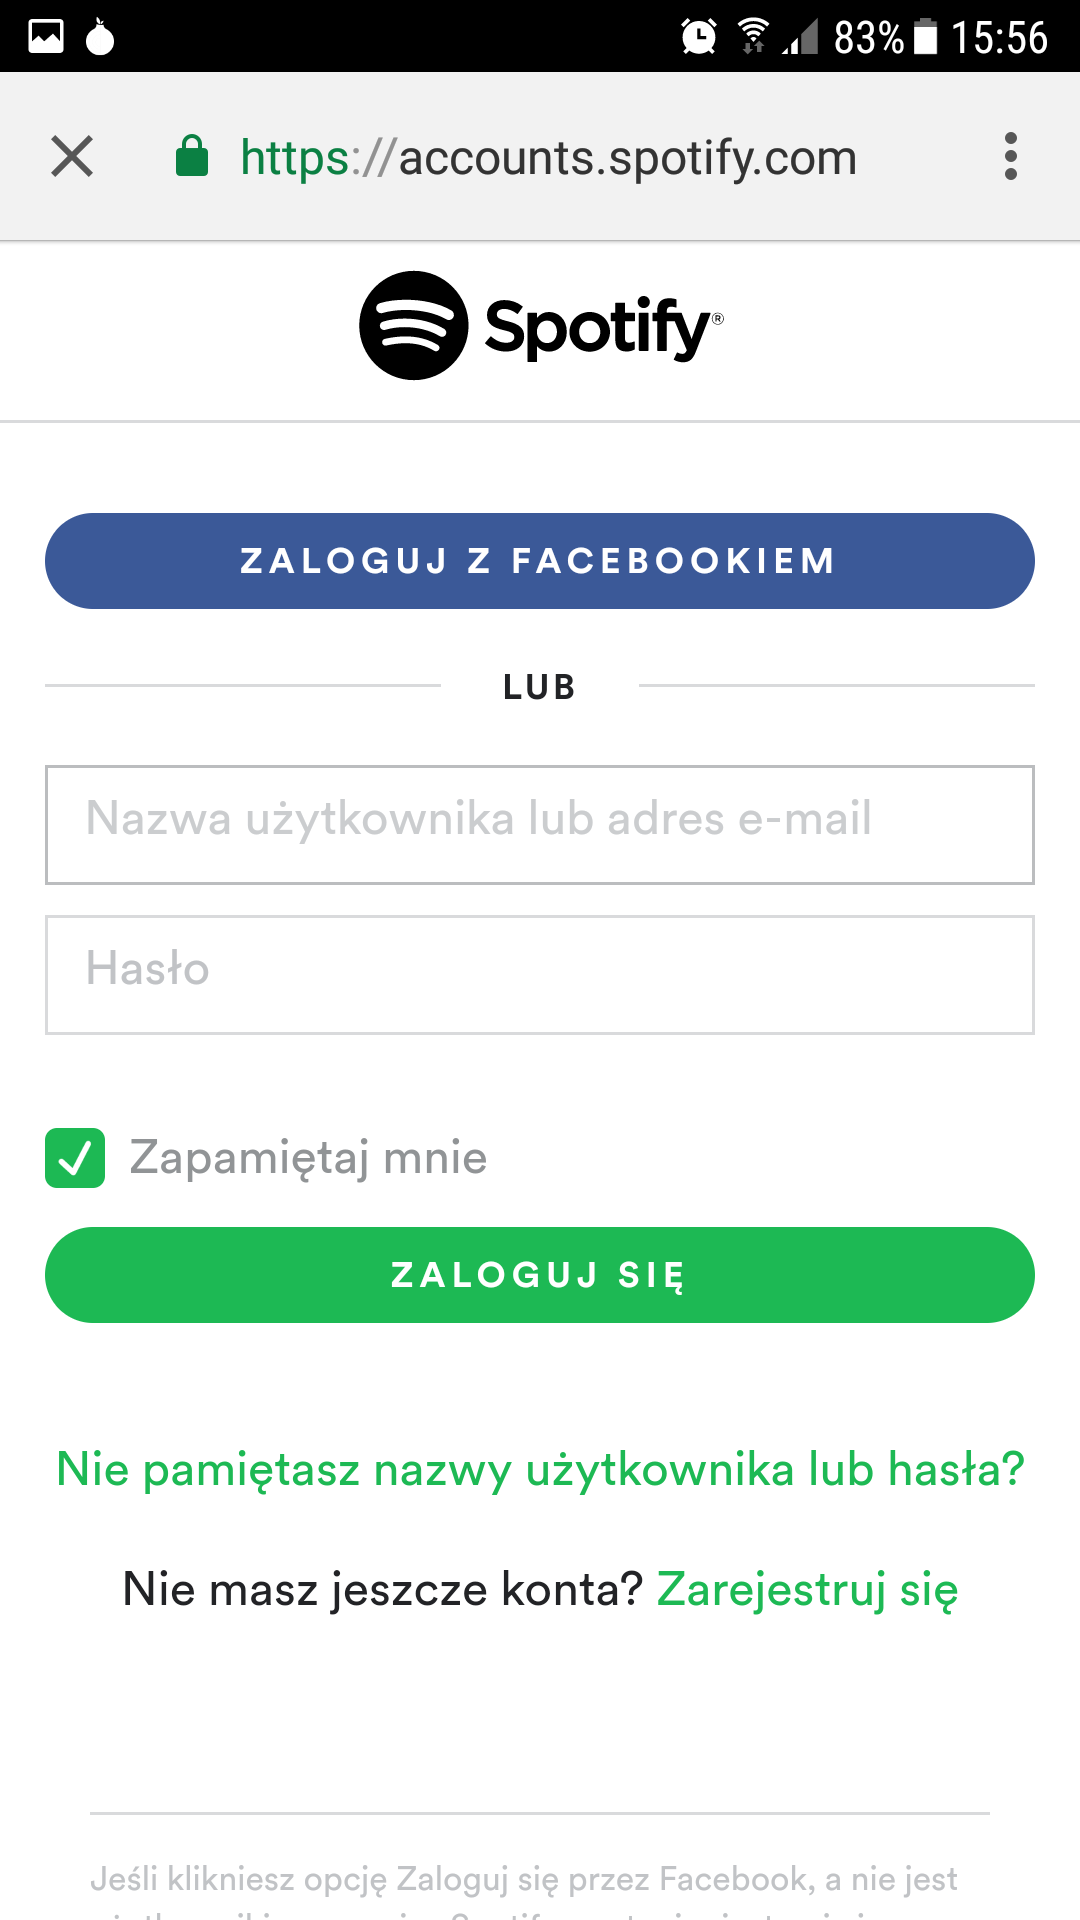 83% 15:56
https://accounts.spotify.com
Spotify®
ZALOGUJ Z FACEBOOKIEM
LUB
Nazwa użytkownika lub adres e-mail
Hasło
Zapamiętaj mnie
ZALOGUJ SIĘ
Nie pamiętasz nazwy użytkownika lub hasła?
Nie masz jeszcze konta? Zarejestruj się
Jeśli klikniesz opcję Zaloguj się przez Facebook, a nie jest